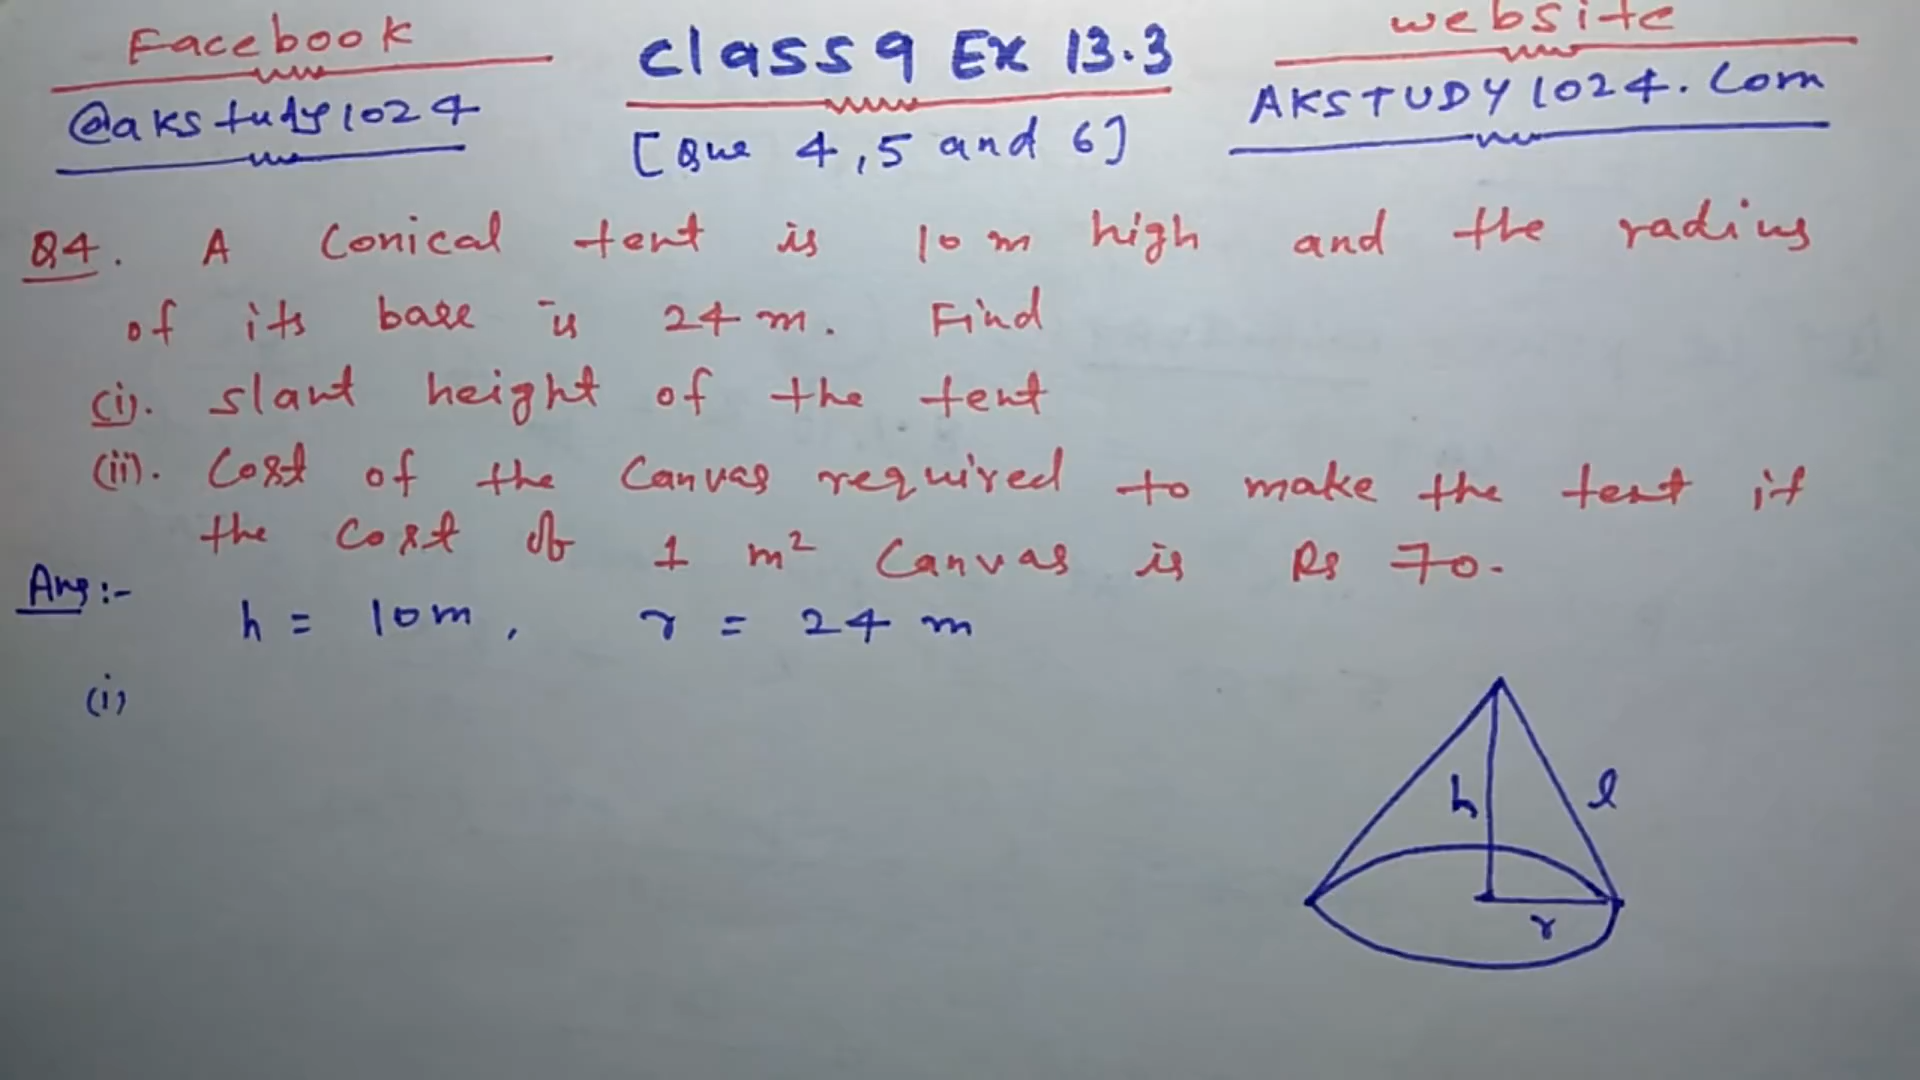 Facebook
@akstudy1024
Class 9 Ex 13.3
[Que 4,5 and 6]
website
AKSTUDY1024.Com
Q4. A Conical tent is 10 m high and the radius
of its base is 24 m. Find
(i). slant height of the tent
(ii). Cost of the Canvas required to make the tent if
the Cost of 1 m² Canvas is Rs 70.
Ans:-
h = 10m, r = 24 m
(i)
h
l
r